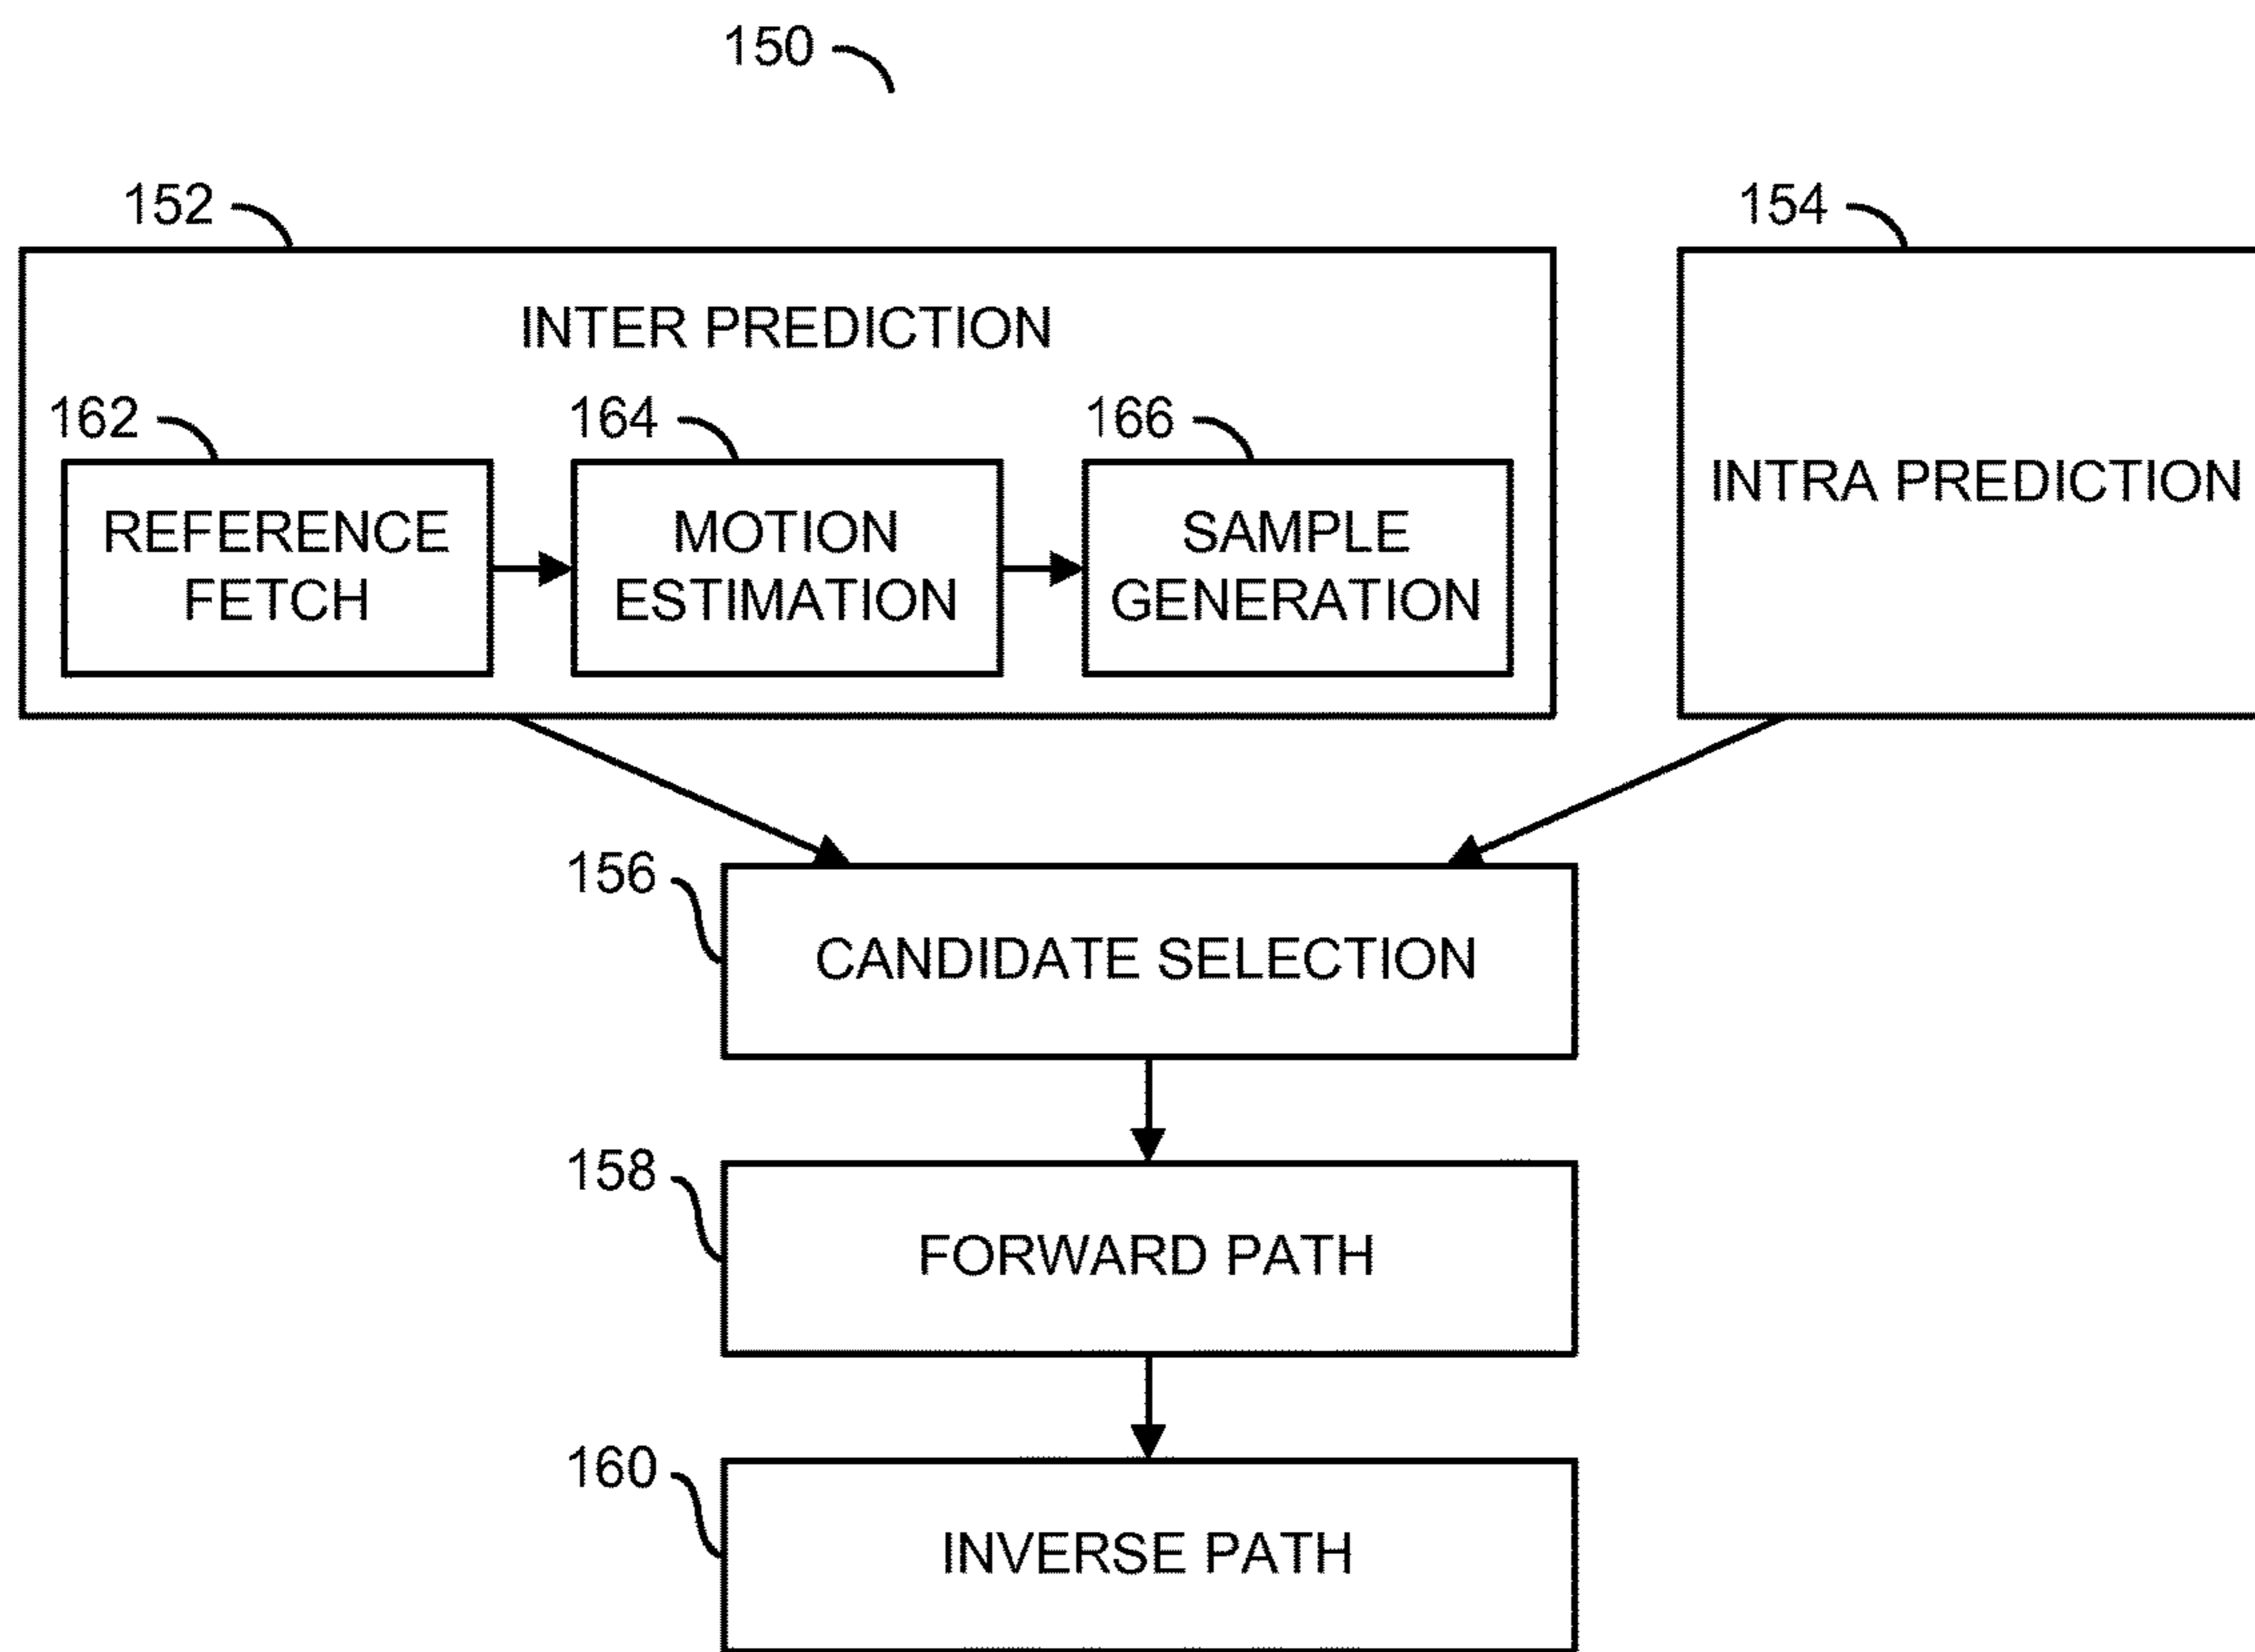 150
152
154
INTER PREDICTION
162
164
166
REFERENCE
FETCH
MOTION
ESTIMATION
SAMPLE
GENERATION
INTRA PREDICTION
156
CANDIDATE SELECTION
158
FORWARD PATH
160
INVERSE PATH